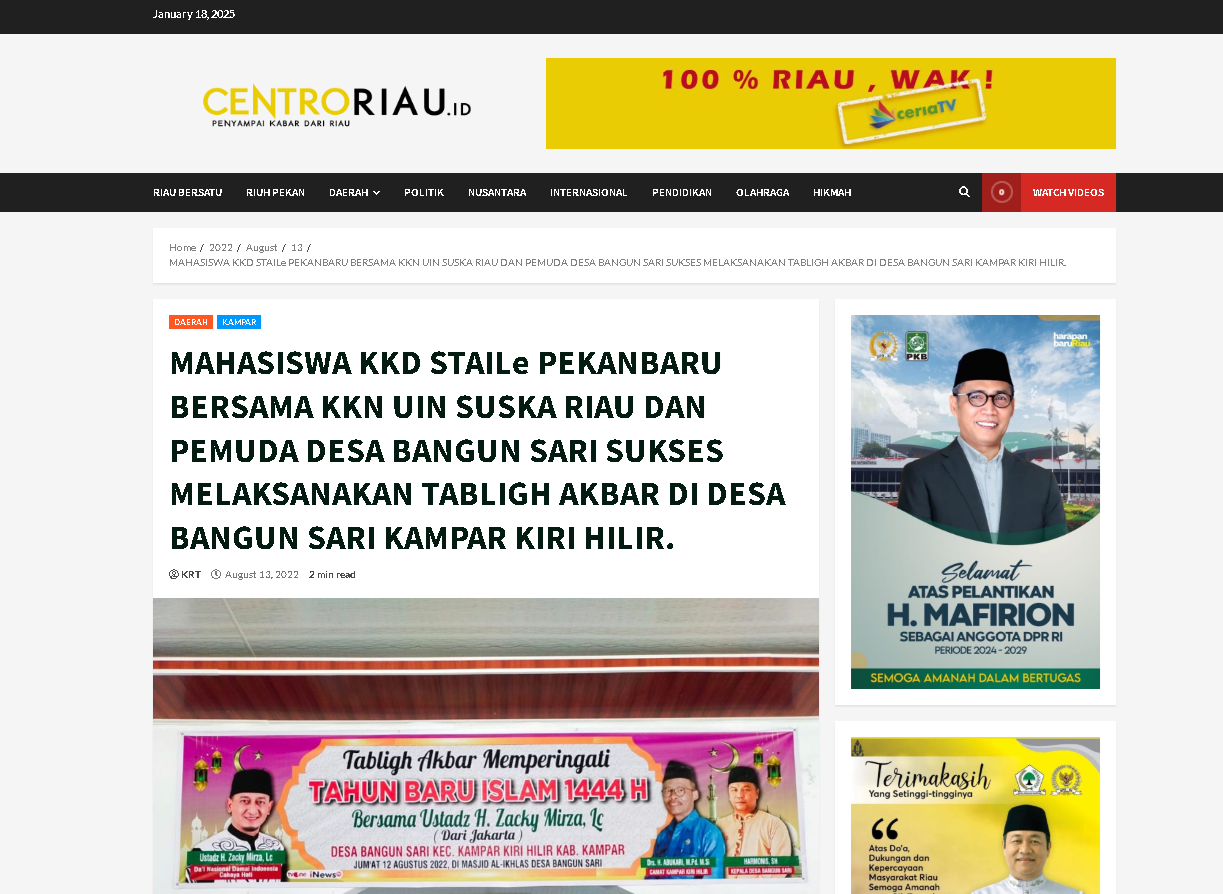 January 18, 2025
CENTRORIAU.ID
PENYAMPAI KABAR DARI RIAU
100 % RIAU , WAK !
ceriaTV
RIAU BERSATU
RIUH PEKAN
DAERAH
POLITIK
NUSANTARA
INTERNASIONAL
PENDIDIKAN
OLAHRAGA
HIKMAH
WATCH VIDEOS
Home / 2022 / August / 13 /
MAHASISWA KKD STAILe PEKANBARU BERSAMA KKN UIN SUSKA RIAU DAN PEMUDA DESA BANGUN SARI SUKSES MELAKSANAKAN TABLIGH AKBAR DI DESA BANGUN SARI KAMPAR KIRI HILIR.
DAERAH
KAMPAR
MAHASISWA KKD STAILe PEKANBARU
BERSAMA KKN UIN SUSKA RIAU DAN
PEMUDA DESA BANGUN SARI SUKSES
MELAKSANAKAN TABLIGH AKBAR DI DESA
BANGUN SARI KAMPAR KIRI HILIR.
KRT
August 13, 2022
2 min read
Tabligh Akbar Memperingati
TAHUN BARU ISLAM 1444 H
Bersama Ustadz H. Zacky Mirza, Lc
( Dari Jakarta )
DESA BANGUN SARI KEC. KAMPAR KIRI HILIR KAB. KAMPAR
JUM'AT 12 AGUSTUS 2022, DI MASJID AL-IKHLAS DESA BANGUN SARI
Ustadz H. Zacky Mirza, Lc
Da'i Nasional Damai Indonesia
Cahaya Hati
tvOne iNews
Drs. H. ABUKARI, M.Pd. M.Si
CAMAT KAMPAR KIRI HILIR
HARMONIS, SH
KEPALA DESA BANGUN SARI
PKB
harapan
baruRiau
Selamat
ATAS PELANTIKAN
H. MAFIRION
SEBAGAI ANGGOTA DPR RI
PERIODE 2024 - 2029
SEMOGA AMANAH DALAM BERTUGAS
Terimakasih
Yang Setinggi-tingginya
Atas Do'a,
Dukungan dan
Kepercayaan
Masyarakat Riau
Semoga Amanah